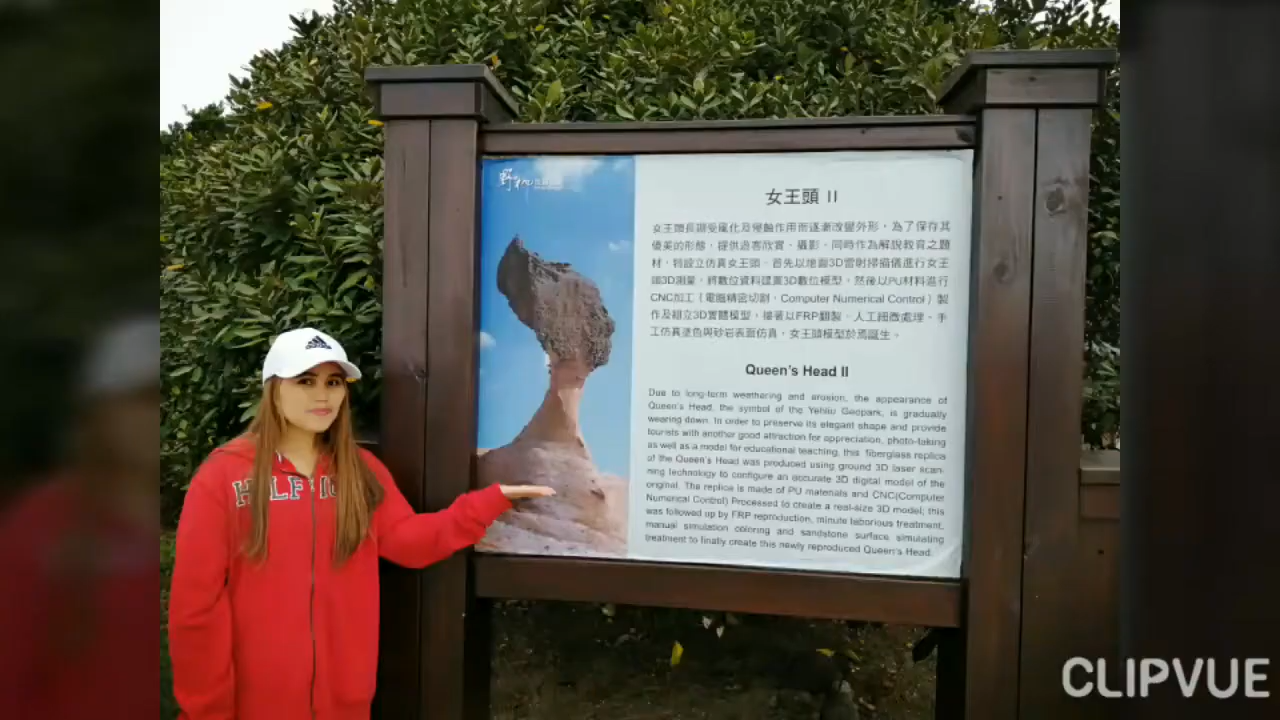 野柳
女王頭 II
女王頭長期受風化及侵蝕作用而逐漸改變外形，為了保存其
優美的形態，提供遊客欣賞、攝影，同時作為解說教育之題
材，特設立仿真女王頭。首先以地面3D雷射掃描儀進行女王
頭3D測量，將數位資料建置3D數位模型，然後以PU材料進行
CNC加工（電腦精密切割，Computer Numerical Control）製
作及組立3D實體模型，接著以FRP翻製、人工細微處理、手
工仿真塗色與砂岩表面仿真，女王頭模型於焉誕生。
Queen's Head II
Due to long-term weathering and erosion, the appearance of
Queen's Head, the symbol of the Yehliu Geopark, is gradually
wearing down. In order to preserve its elegant shape and provide
tourists with another good attraction for appreciation, photo-taking
as well as a model for educational teaching, this fiberglass replica
of the Queen's Head was produced using ground 3D laser scan-
ning technology to configure an accurate 3D digital model of the
original. The replica is made of PU materials and CNC(Computer
Numerical Control) Processed to create a real-size 3D model; this
was followed up by FRP reproduction, minute laborious treatment,
manual simulation coloring and sandstone surface simulating
treatment to finally create this newly reproduced Queen's Head.
adidas
CLIPVUE